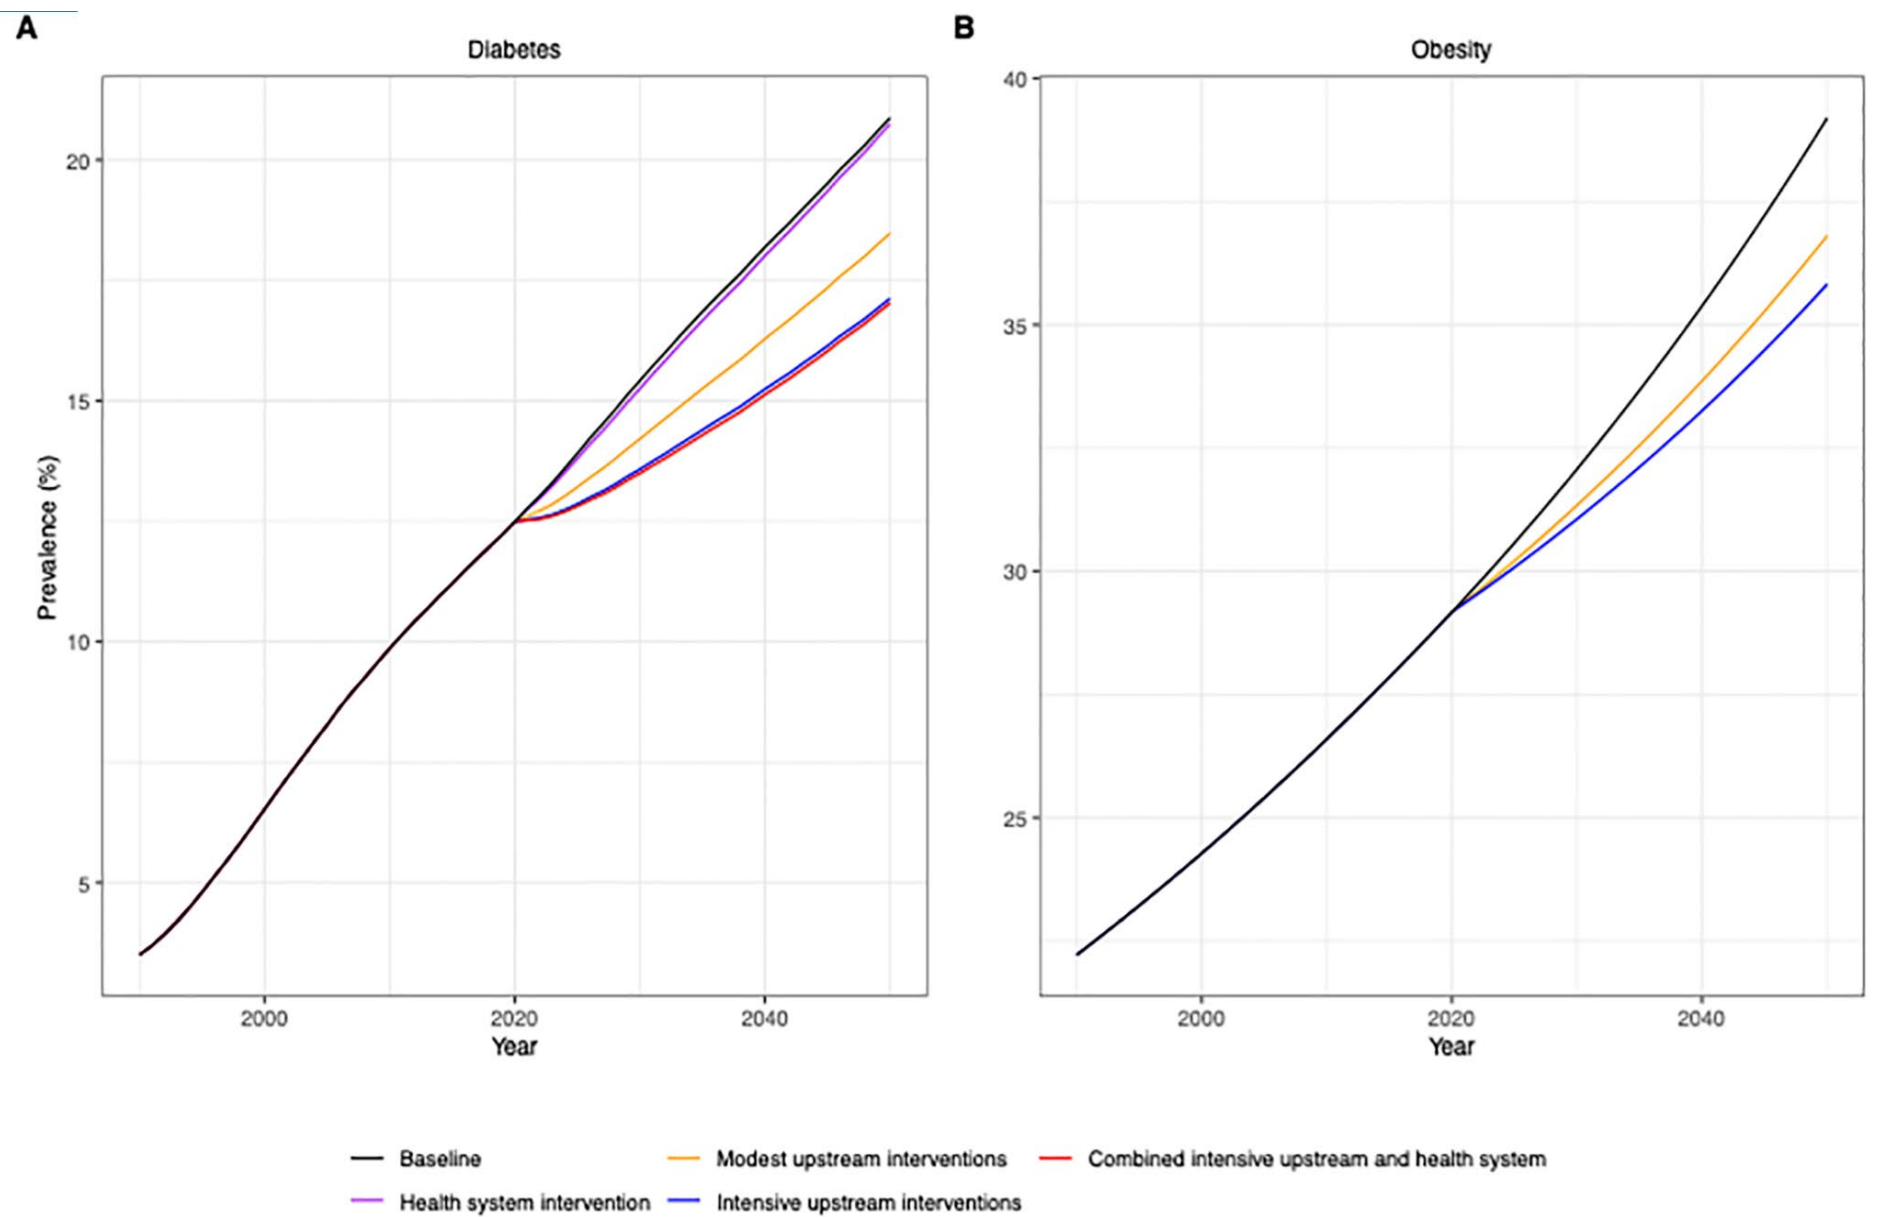 A
Diabetes
20
15
10
5
Prevalence (%)
2000
2020
2040
Year
B
Obesity
40
35
30
25
2000
2020
2040
Year
Baseline
Modest upstream interventions
Combined intensive upstream and health system
Health system intervention
Intensive upstream interventions